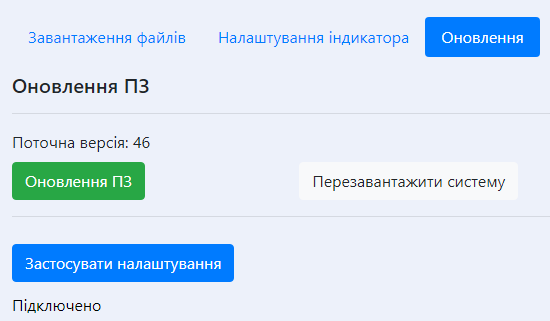 Завантаження файлів Налаштування індикатора Оновлення
Оновлення ПЗ
Поточна версія: 46
Оновлення ПЗ Перезавантажити систему
Застосувати налаштування
Підключено